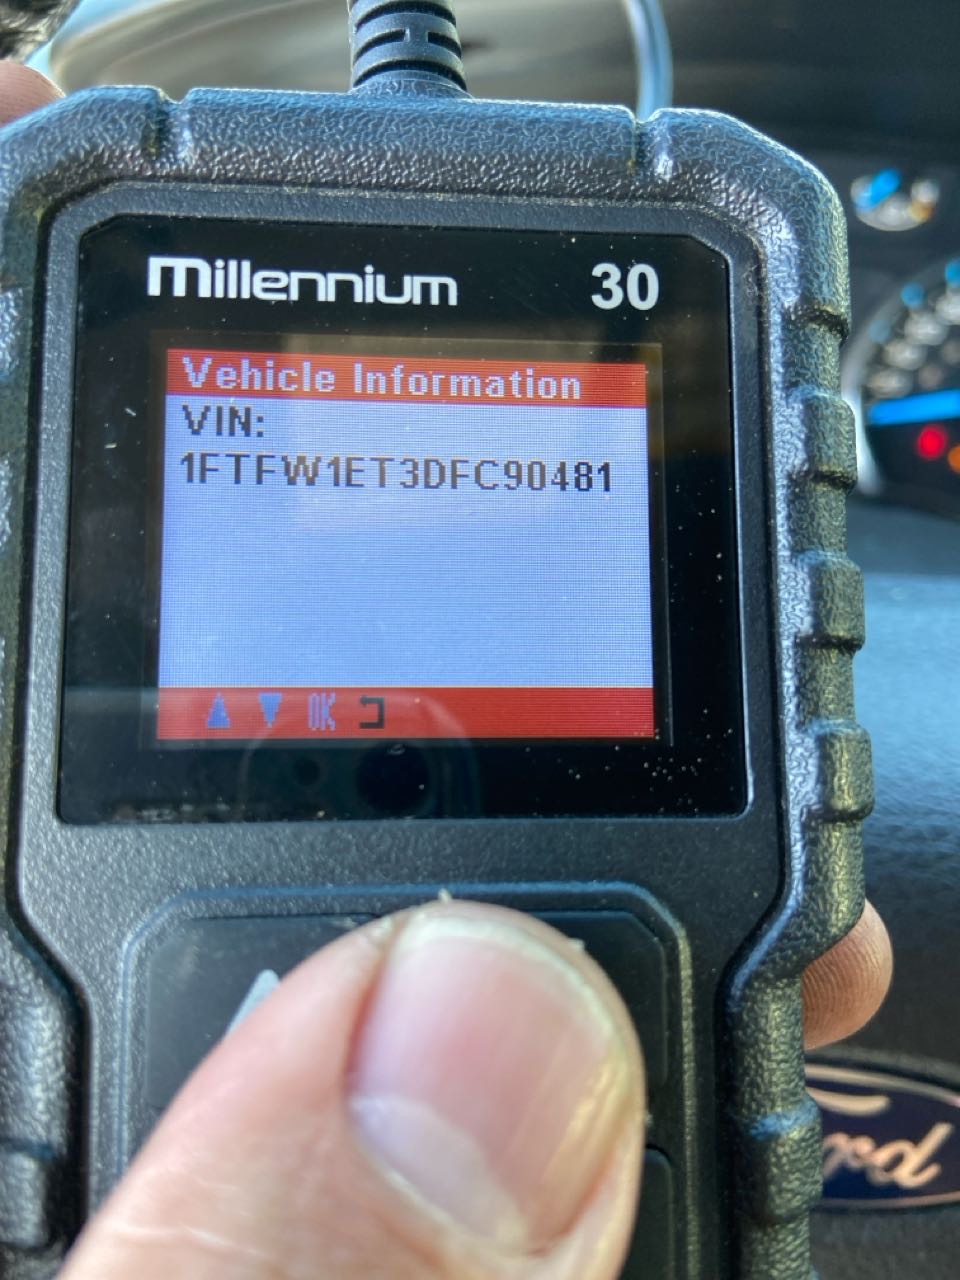 Millennium 30
Vehicle Information
VIN:
1FTFW1ET3DFC90481
OK
Ford